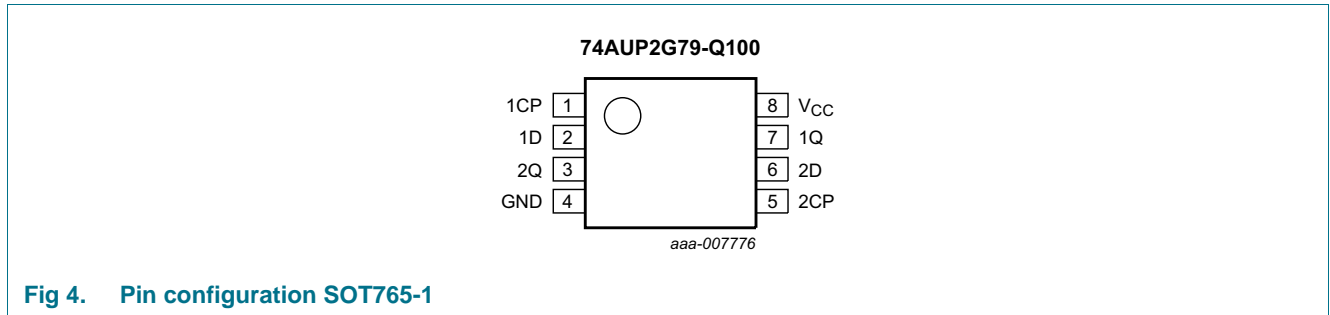 74AUP2G79-Q100
1CP 1 8 VCC
1D 2 7 1Q
2Q 3 6 2D
GND 4 5 2CP
aaa-007776
Fig 4. Pin configuration SOT765-1